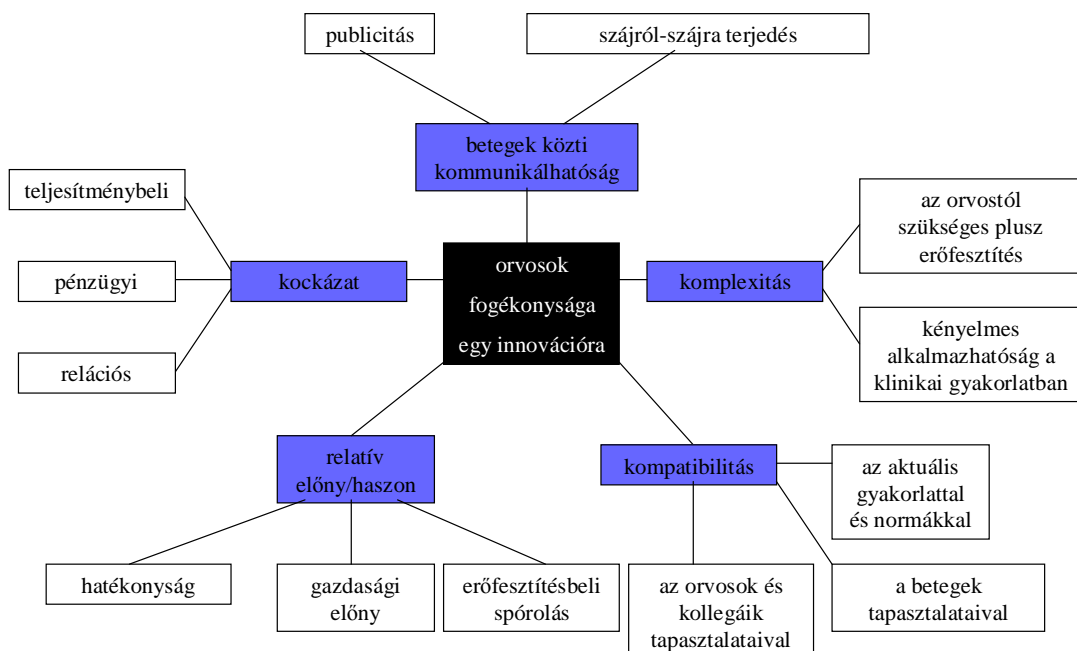 publicitás
szájról-szájra terjedés
betegek közti
kommunikálhatóság
teljesítménybeli
pénzügyi
relációs
kockázat
orvosok
fogékonysága
egy innovációra
komplexitás
az orvostól
szükséges plusz
erőfesztítés
kényelmes
alkalmazhatóság a
klinikai gyakorlatban
relatív
előny/haszon
kompatibilitás
az aktuális
gyakorlattal
és normákkal
hatékonyság
gazdasági
előny
erőfesztítésbeli
spórolás
az orvosok és
kollegáik
tapasztalataival
a betegek
tapasztalataival